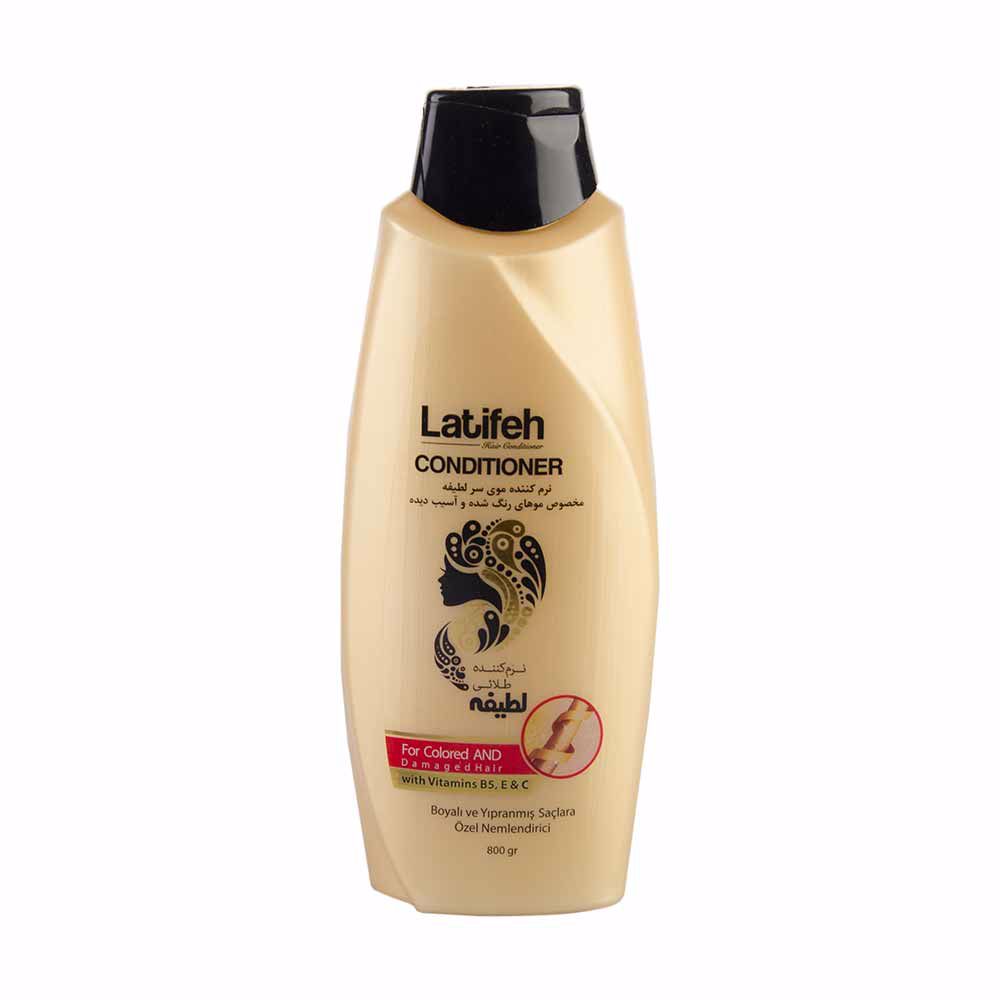 Latifeh
Hair Conditioner
CONDITIONER
نرم کننده موی سر لطیفه
مخصوص موهای رنگ شده و آسیب دیده
نرم کننده
طلائی
لطیفه
For Colored AND
Damaged Hair
with Vitamins B5, E & C
Boyalı ve Yıpranmış Saçlara
Özel Nemlendirici
800 gr